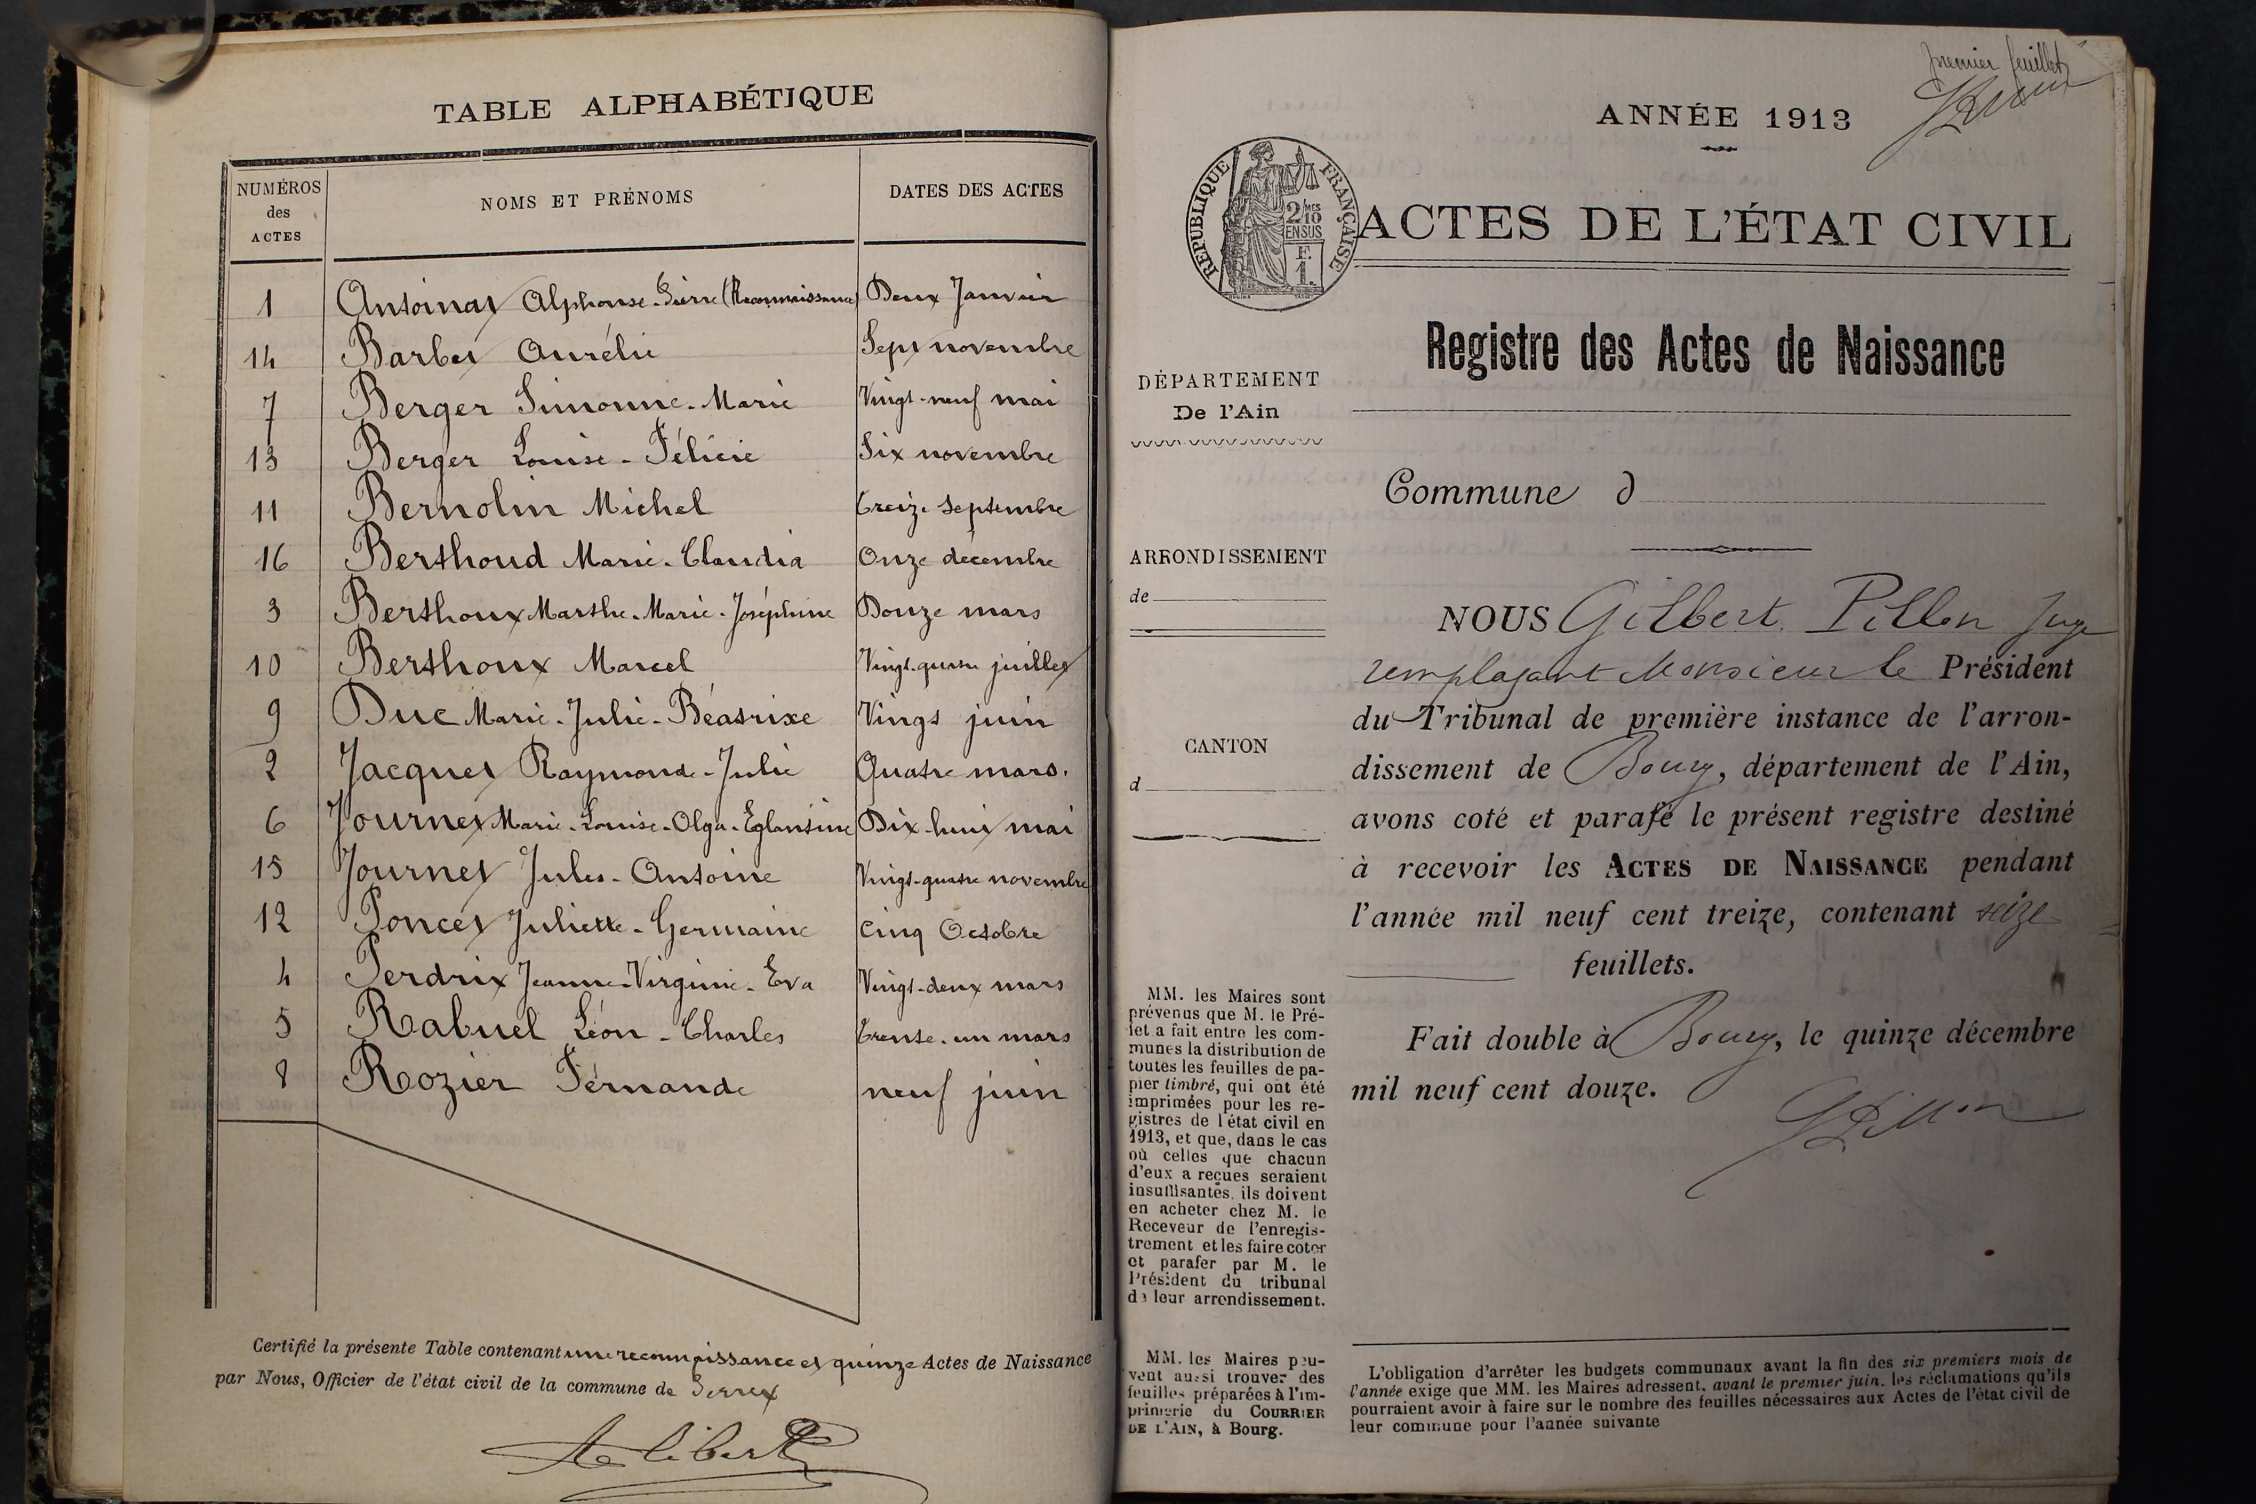 TABLE ALPHABÉTIQUE
NUMÉROS des ACTES NOMS ET PRÉNOMS DATES DES ACTES
1 Antoinat Alphonse-Pierre (Reconnaissance) Deux Janvier
14 Barbet Aurélie Sept novembre
7 Berger Simonne-Marie Vingt-neuf mai
13 Berger Louise-Félicie Six novembre
11 Bernolin Michel Treize septembre
16 Berthoud Marie-Claudia Onze décembre
3 Berthoux Marthe-Marie-Joséphine Douze mars
10 Berthoux Marcel Vingt-quatre juillet
9 Duc Marie-Julie-Béatrixe Vingt juin
2 Jacquet Raymonde-Julie Quatre mars.
6 Journet Marie-Louise-Olga-Eglantine Dix-huit mai
15 Journet Jules-Antoine Vingt-quatre novembre
12 Poncet Juliette-Germaine Cinq Octobre
4 Perdrix Jeanne-Virginie-Eva Vingt-deux mars
5 Rabuel Léon-Charles Trente-un mars
8 Rozier Fernande neuf juin
Certifié la présente Table contenant une reconnaissance et quinze Actes de Naissance
par Nous, Officier de l'état civil de la commune de
premier feuillet
ANNÉE 1913
RÉPUBLIQUE FRANÇAISE
2/10 MES
EN SUS
F.
1.
ACTES DE L'ÉTAT CIVIL
Registre des Actes de Naissance
DÉPARTEMENT
De l'Ain
Commune d
ARRONDISSEMENT
de
CANTON
d
NOUS Gilbert Pillon Juge
remplaçant Monsieur le Président
du Tribunal de première instance de l'arron-
dissement de Bourg, département de l'Ain,
avons coté et parafé le présent registre destiné
à recevoir les ACTES DE NAISSANCE pendant
l'année mil neuf cent treize, contenant seize
feuillets.
Fait double à Bourg, le quinze décembre
mil neuf cent douze.
GPillon
MM. les Maires sont
prévenus que M. le Pré-
fet a fait entre les com-
munes la distribution de
toutes les feuilles de pa-
pier timbré, qui ont été
imprimées pour les re-
gistres de l'état civil en
1913, et que, dans le cas
où celles que chacun
d'eux a reçues seraient
insuffisantes, ils doivent
en acheter chez M. le
Receveur de l'enregis-
trement et les faire coter
et parafer par M. le
Président du tribunal
de leur arrondissement.
MM. les Maires peu-
vent aussi trouver des
feuilles préparées à l'im-
primerie du COURRIER
DE L'AIN, à Bourg.
L'obligation d'arrêter les budgets communaux avant la fin des six premiers mois de
l'année exige que MM. les Maires adressent, avant le premier juin, les réclamations qu'ils
pourraient avoir à faire sur le nombre des feuilles nécessaires aux Actes de l'état civil de
leur commune pour l'année suivante